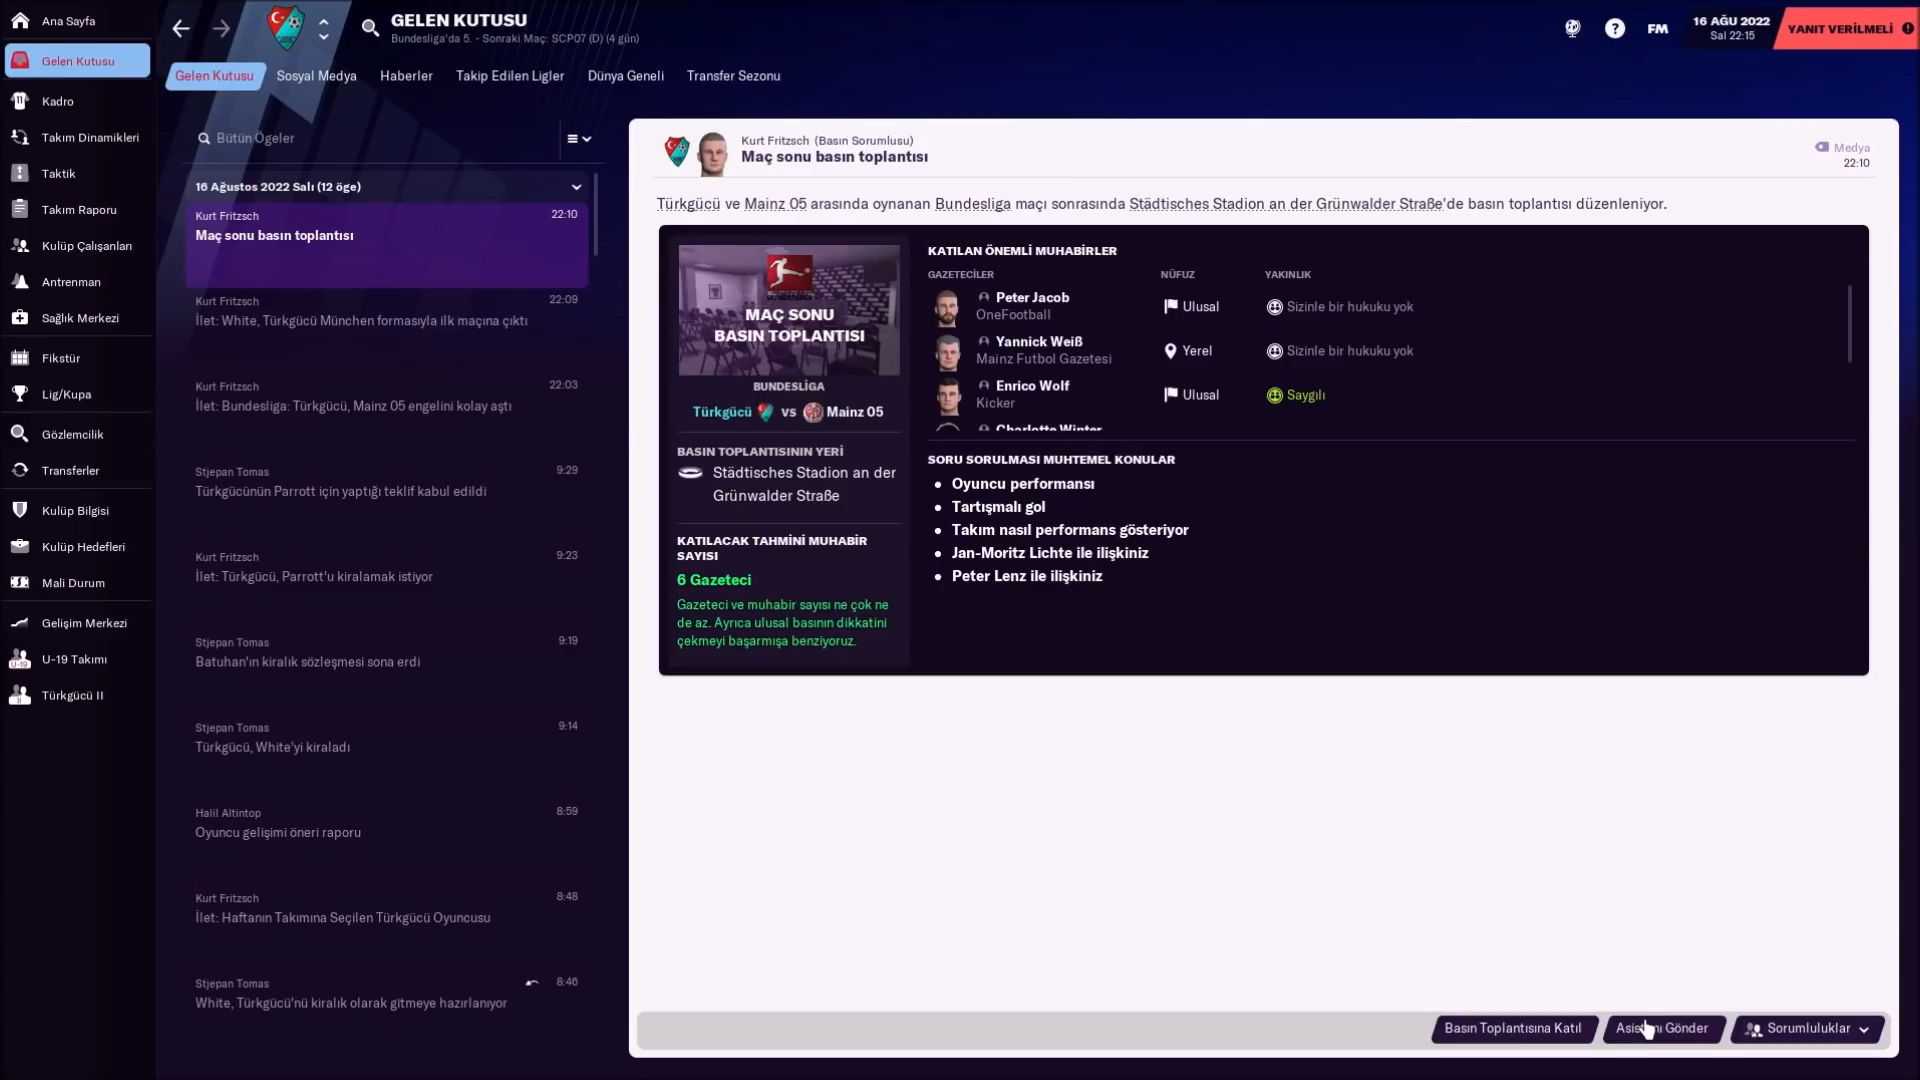 Ana Sayfa
Gelen Kutusu
Kadro
Takım Dinamikleri
Taktik
Takım Raporu
Kulüp Çalışanları
Antrenman
Sağlık Merkezi
Fikstür
Lig/Kupa
Gözlemcilik
Transferler
Kulüp Bilgisi
Kulüp Hedefleri
Mali Durum
Gelişim Merkezi
U-19 Takımı
Türkgücü II
GELEN KUTUSU
Bundesliga'da 5. - Sonraki Maç: SCP07 (D) (4 gün)
FM
16 AĞU 2022
Sal 22:15
YANIT VERİLMELİ
Gelen Kutusu
Sosyal Medya
Haberler
Takip Edilen Ligler
Dünya Geneli
Transfer Sezonu
Bütün Ögeler
16 Ağustos 2022 Salı (12 öge)
Kurt Fritzsch 22:10
Maç sonu basın toplantısı
Kurt Fritzsch 22:09
İlet: White, Türkgücü München formasıyla ilk maçına çıktı
Kurt Fritzsch 22:03
İlet: Bundesliga: Türkgücü, Mainz 05 engelini kolay aştı
Stjepan Tomas 9:29
Türkgücünün Parrott için yaptığı teklif kabul edildi
Kurt Fritzsch 9:23
İlet: Türkgücü, Parrott'u kiralamak istiyor
Stjepan Tomas 9:19
Batuhan'ın kiralık sözleşmesi sona erdi
Stjepan Tomas 9:14
Türkgücü, White'yi kiraladı
Halil Altintop 8:59
Oyuncu gelişimi öneri raporu
Kurt Fritzsch 8:48
İlet: Haftanın Takımına Seçilen Türkgücü Oyuncusu
Stjepan Tomas 8:46
White, Türkgücü'nü kiralık olarak gitmeye hazırlanıyor
Kurt Fritzsch (Basın Sorumlusu)
Maç sonu basın toplantısı
Medya
22:10
Türkgücü ve Mainz 05 arasında oynanan Bundesliga maçı sonrasında Städtisches Stadion an der Grünwalder Straße'de basın toplantısı düzenleniyor.
MAÇ SONU
BASIN TOPLANTISI
BUNDESLİGA
Türkgücü vs Mainz 05
BASIN TOPLANTISININ YERİ
Städtisches Stadion an der
Grünwalder Straße
KATILACAK TAHMİNİ MUHABİR
SAYISI
6 Gazeteci
Gazeteci ve muhabir sayısı ne çok ne
de az. Ayrıca ulusal basının dikkatini
çekmeyi başarmışa benziyoruz.
KATILAN ÖNEMLİ MUHABİRLER
GAZETECİLER NÜFUZ YAKINLIK
Peter Jacob
OneFootball
Ulusal
Sizinle bir hukuku yok
Yannick Weiß
Mainz Futbol Gazetesi
Yerel
Sizinle bir hukuku yok
Enrico Wolf
Kicker
Ulusal
Saygılı
Charlotte Winter
SORU SORULMASI MUHTEMEL KONULAR
Oyuncu performansı
Tartışmalı gol
Takım nasıl performans gösteriyor
Jan-Moritz Lichte ile ilişkiniz
Peter Lenz ile ilişkiniz
Basın Toplantısına Katıl
Gönder
Sorumluluklar